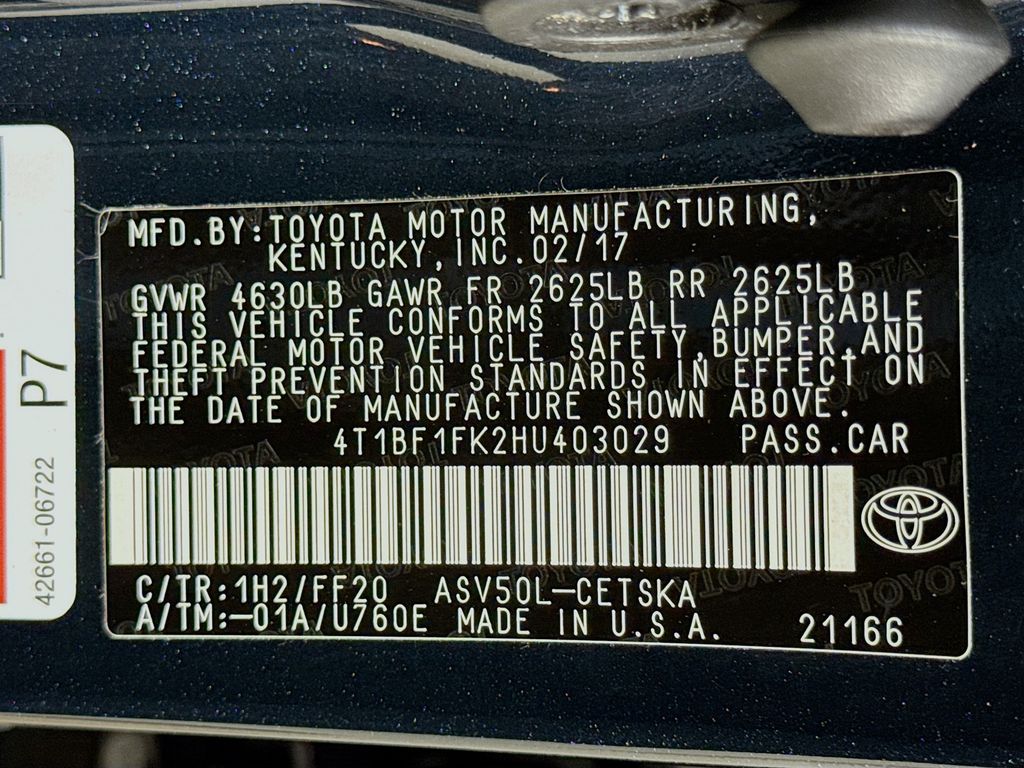 MFD.BY:TOYOTA MOTOR MANUFACTURING,
KENTUCKY,INC.02/17
GVWR 4630LB GAWR FR 2625LB RR 2625LB
THIS VEHICLE CONFORMS TO ALL APPLICABLE
FEDERAL MOTOR VEHICLE SAFETY,BUMPER,AND
THEFT PREVENTION STANDARDS IN EFFECT ON
THE DATE OF MANUFACTURE SHOWN ABOVE.
4T1BF1FK2HU403029 PASS.CAR
C/TR:1H2/FF20 ASV50L-CETSKA
A/TM:-01A/U760E MADE IN U.S.A. 21166
P7
42661-06722